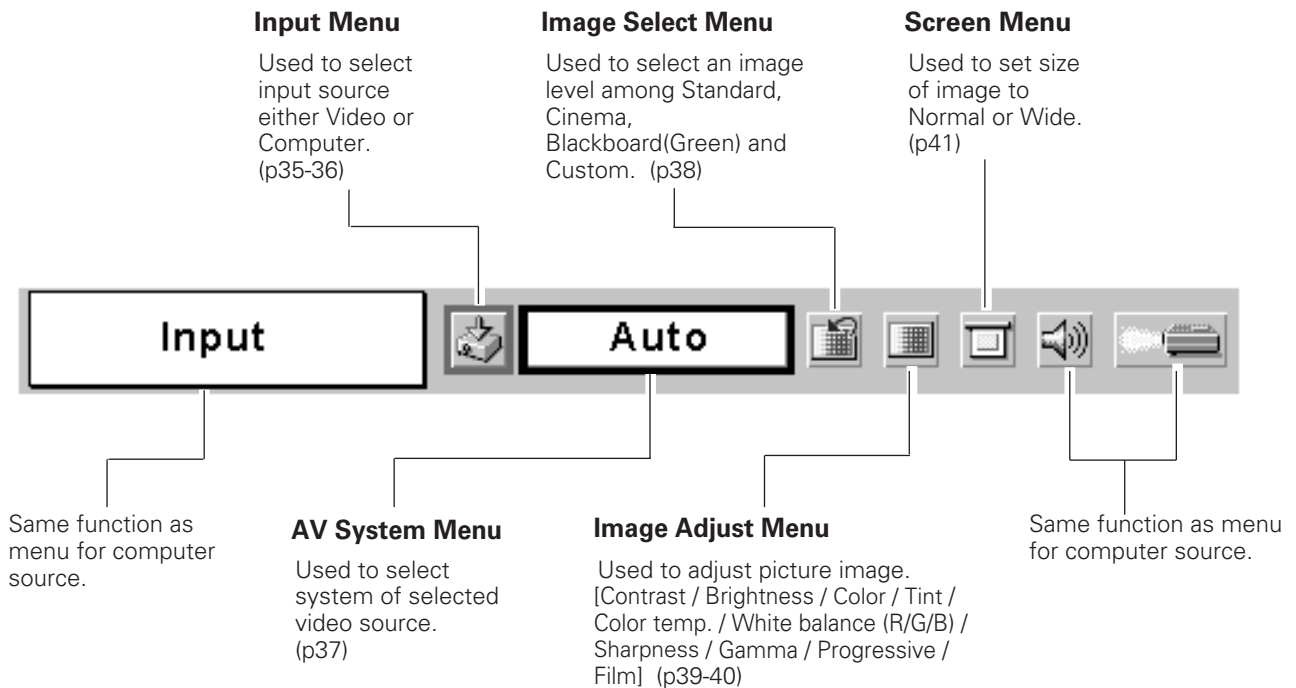 Input Menu
Used to select
input source
either Video or
Computer.
(p35-36)
Image Select Menu
Used to select an image
level among Standard,
Cinema,
Blackboard(Green) and
Custom. (p38)
Screen Menu
Used to set size
of image to
Normal or Wide.
(p41)
Input
Auto
Same function as
menu for computer
source.
AV System Menu
Used to select
system of selected
video source.
(p37)
Image Adjust Menu
Used to adjust picture image.
[Contrast / Brightness / Color / Tint /
Color temp. / White balance (R/G/B) /
Sharpness / Gamma / Progressive /
Film] (p39-40)
Same function as menu
for computer source.